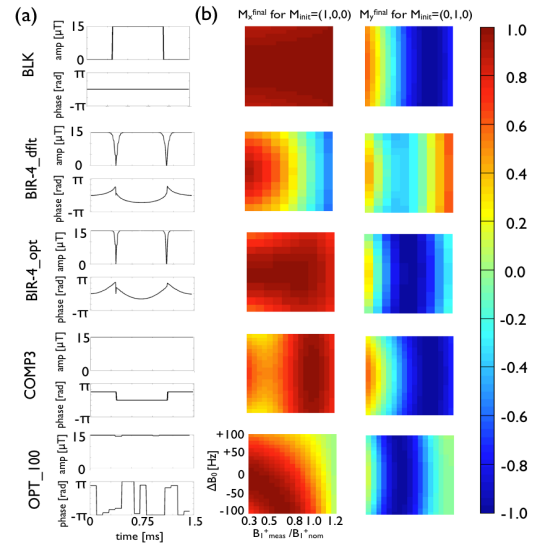 (a)
(b)
M_x^final for M_init=(1,0,0)
M_y^final for M_init=(0,1,0)
BLK
amp [µT]
15
0
phase [rad]
π
-π
BIR-4_dflt
amp [µT]
15
0
phase [rad]
π
-π
BIR-4_opt
amp [µT]
15
0
phase [rad]
π
-π
COMP3
amp [µT]
15
0
phase [rad]
π
-π
OPT_100
amp [µT]
15
0
phase [rad]
π
-π
0 0.75 1.5
time [ms]
ΔB₀ [Hz]
+100
+50
0
-50
-100
0.3 0.5 0.8 1.0 1.2
B₁⁺meas /B₁⁺nom
1.0
0.8
0.6
0.4
0.2
0.0
-0.2
-0.4
-0.6
-0.8
-1.0